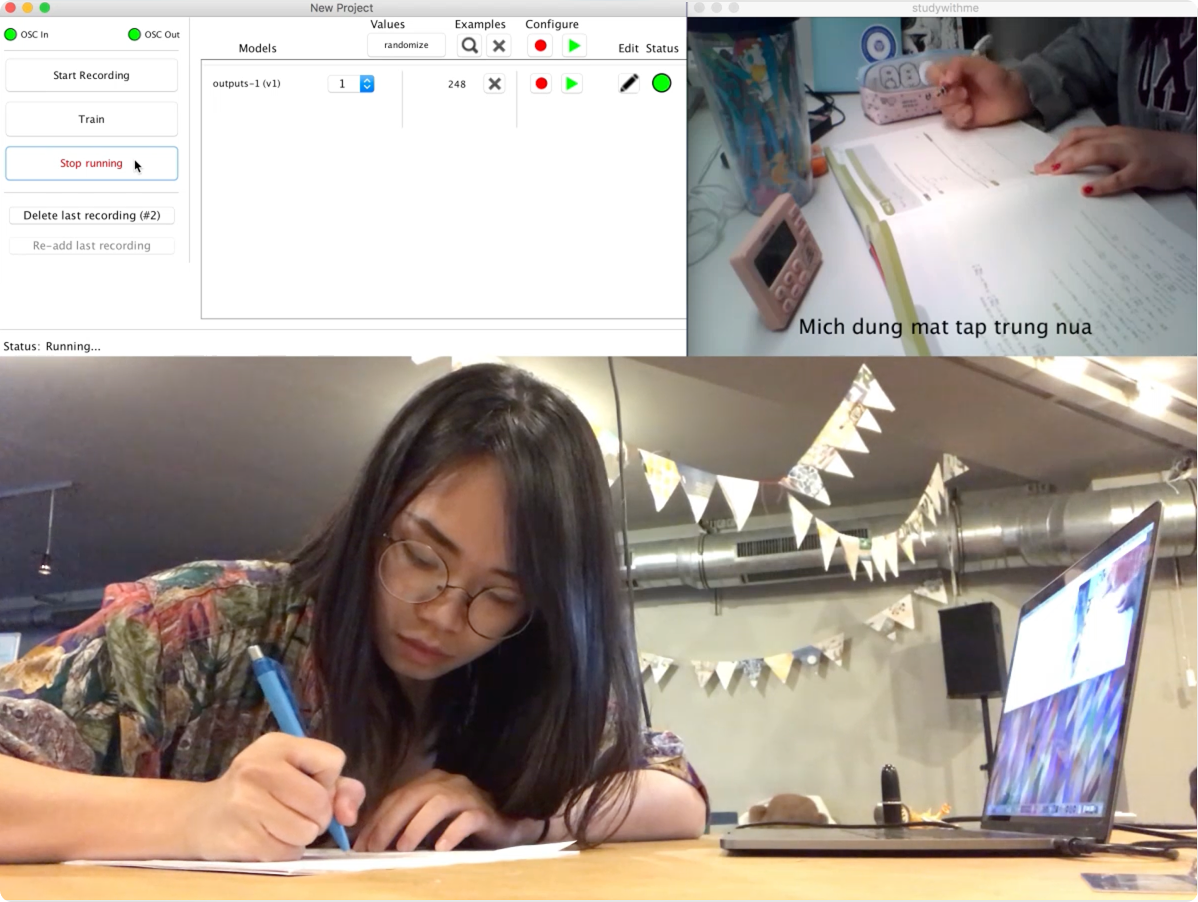 New Project
OSC In
OSC Out
Start Recording
Train
Stop running
Delete last recording (#2)
Re-add last recording
Values
Examples
Configure
Models
randomize
Edit
Status
outputs-1 (v1)
1
248
Status: Running...
studywithme
Mich dung mat tap trung nua